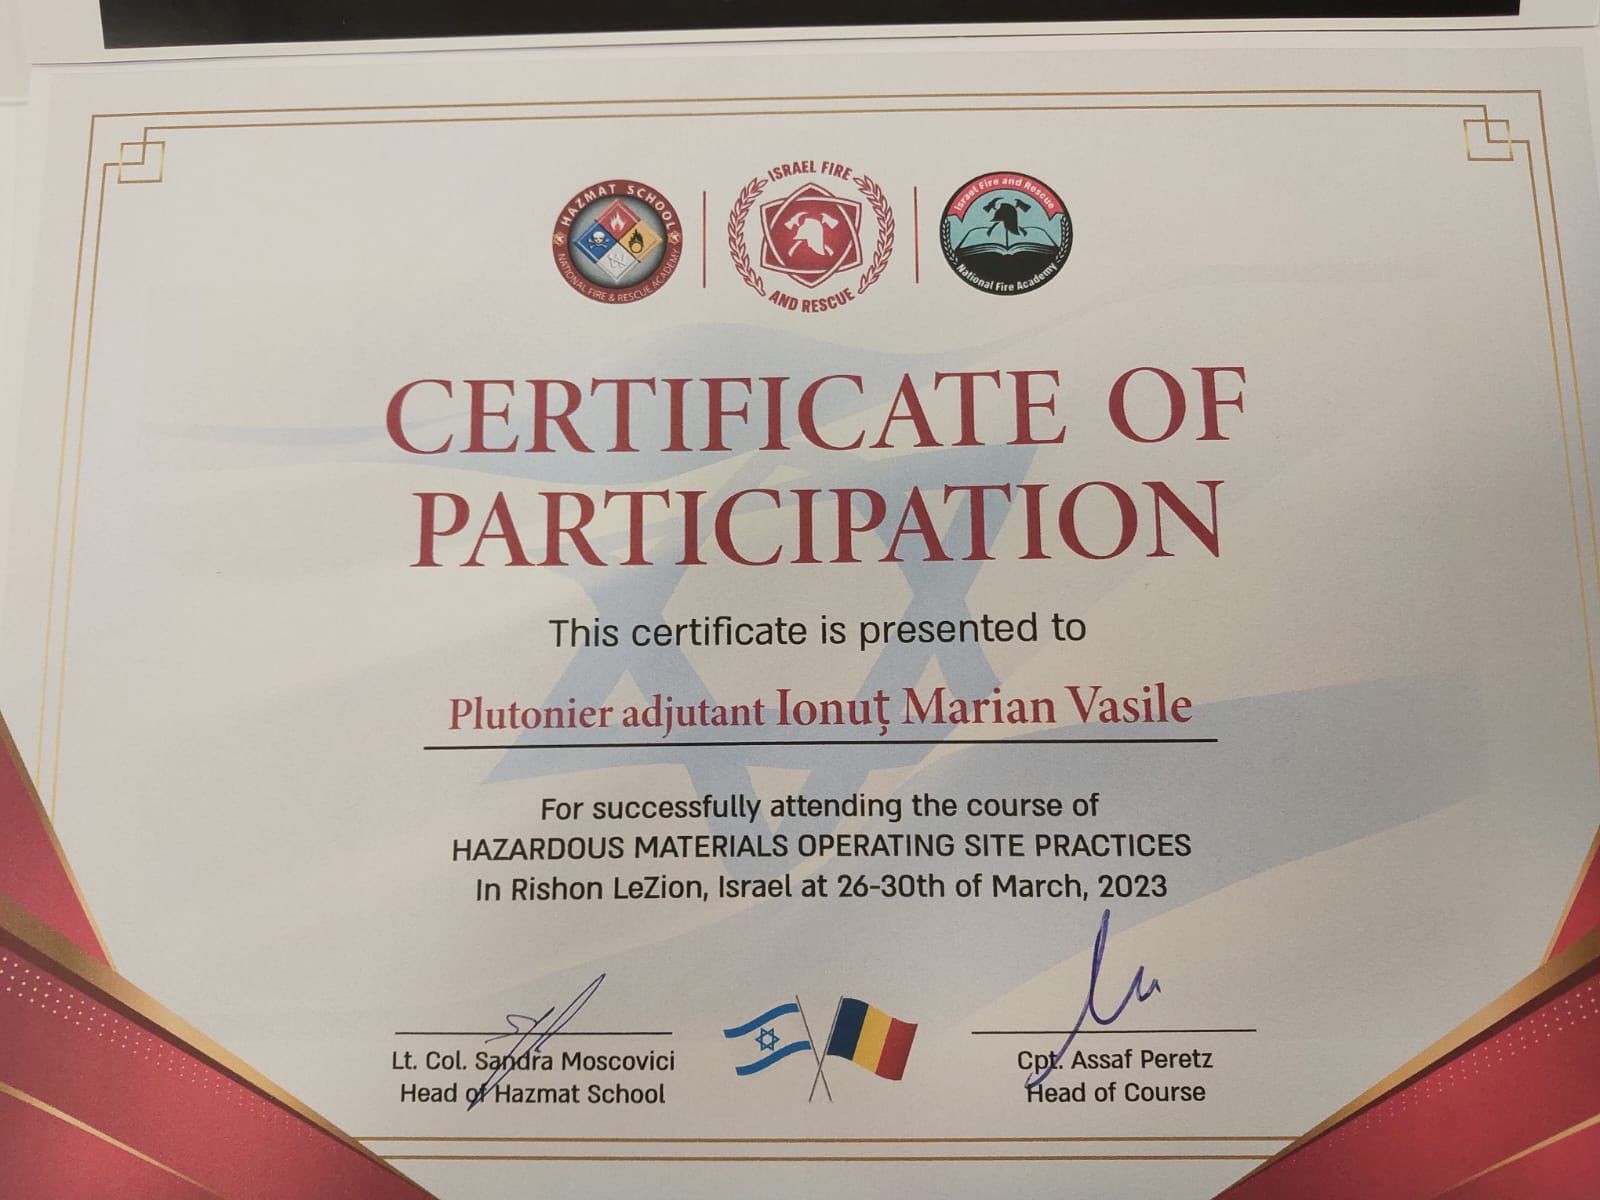 HAZMAT SCHOOL
NATIONAL FIRE & RESCUE ACADEMY
ISRAEL FIRE
AND RESCUE
Israel Fire and Rescue
National Fire Academy
CERTIFICATE OF
PARTICIPATION
This certificate is presented to
Plutonier adjutant Ionuț Marian Vasile
For successfully attending the course of
HAZARDOUS MATERIALS OPERATING SITE PRACTICES
In Rishon LeZion, Israel at 26-30th of March, 2023
Lt. Col. Sandra Moscovici
Head of Hazmat School
Cpt. Assaf Peretz
Head of Course